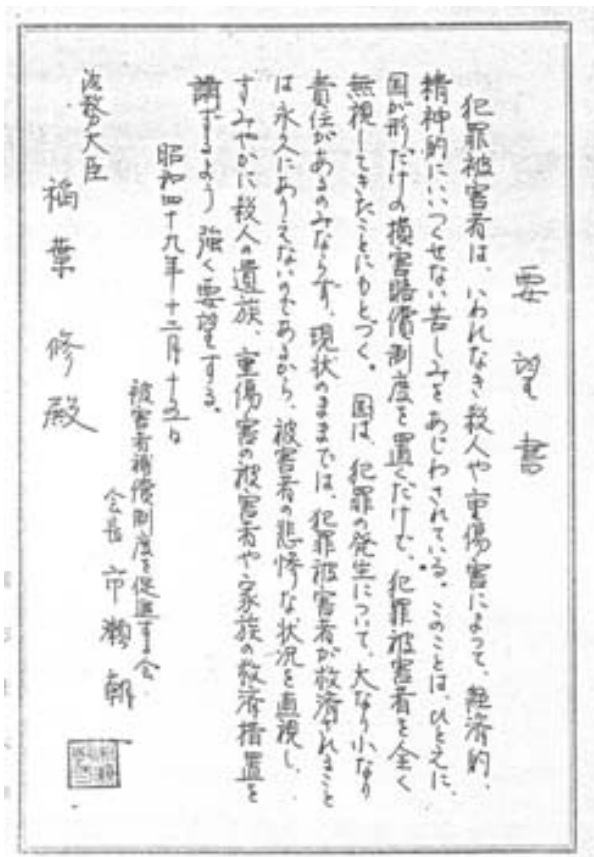 要望書
犯罪被害者は、いわれなき殺人や重傷害によって、経済的、
精神的にいいつくせない苦しみをあじわされている。このことは、ひとえに、
国が形だけの損害賠償制度を置くだけで、犯罪被害者を全く
無視してきたことにもとづく。国は、犯罪の発生について、大なり小なり
責任があるのみならず、現状のままでは、犯罪被害者が救済されること
は永久にありえないのであるから、被害者の悲惨な状況を直視し、
すみやかに殺人の遺族、重傷害の被害者や家族の救済措置を
講ずるよう強く要望する。
昭和四十九年十二月十五日
被害者補償制度を促進する会
会長 市瀬朝
法務大臣
稲葉修殿